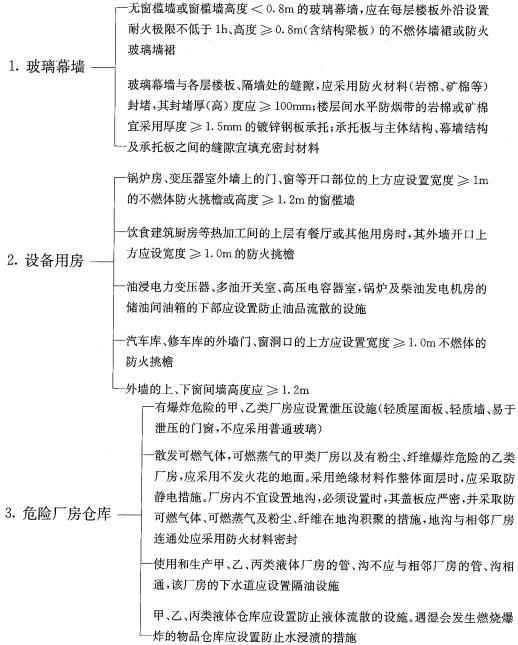 无窗槛墙或窗槛墙高度＜0.8m的玻璃幕墙,应在每层楼板外沿设置
耐火极限不低于1h、高度≥0.8m(含结构梁板)的不燃体墙裙或防火
玻璃墙裙
1. 玻璃幕墙
玻璃幕墙与各层楼板、隔墙处的缝隙,应采用防火材料(岩棉、矿棉等)
封堵,其封堵厚(高)度应≥100mm;楼层间水平防烟带的岩棉或矿棉
宜采用厚度≥1.5mm的镀锌钢板承托;承托板与主体结构、幕墙结构
及承托板之间的缝隙宜填充密封材料
锅炉房、变压器室外墙上的门、窗等开口部位的上方应设置宽度≥1m
的不燃体防火挑檐或高度≥1.2m的窗槛墙
饮食建筑厨房等热加工间的上层有餐厅或其他用房时,其外墙开口上
方应设宽度≥1.0m的防火挑檐
2. 设备用房
油浸电力变压器、多油开关室、高压电容器室,锅炉及柴油发电机房的
储油间油箱的下部应设置防止油品流散的设施
汽车库、修车库的外墙门、窗洞口的上方应设置宽度≥1.0m不燃体的
防火挑檐
外墙的上、下窗间墙高度应≥1.2m
有爆炸危险的甲、乙类厂房应设置泄压设施(轻质屋面板、轻质墙、易于
泄压的门窗,不应采用普通玻璃)
散发可燃气体,可燃蒸气的甲类厂房以及有粉尘、纤维爆炸危险的乙类
厂房,应采用不发火花的地面。采用绝缘材料作整体面层时,应采取防
静电措施。厂房内不宜设置地沟,必须设置时,其盖板应严密,并采取防
3. 危险厂房仓库
可燃气体、可燃蒸气及粉尘、纤维在地沟积聚的措施,地沟与相邻厂房
连通处应采用防火材料密封
使用和生产甲、乙、丙类液体厂房的管、沟不应与相邻厂房的管、沟相
通,该厂房的下水道应设置隔油设施
甲、乙、丙类液体仓库应设置防止液体流散的设施。遇湿会发生燃烧爆
炸的物品仓库应设置防止水浸渍的措施